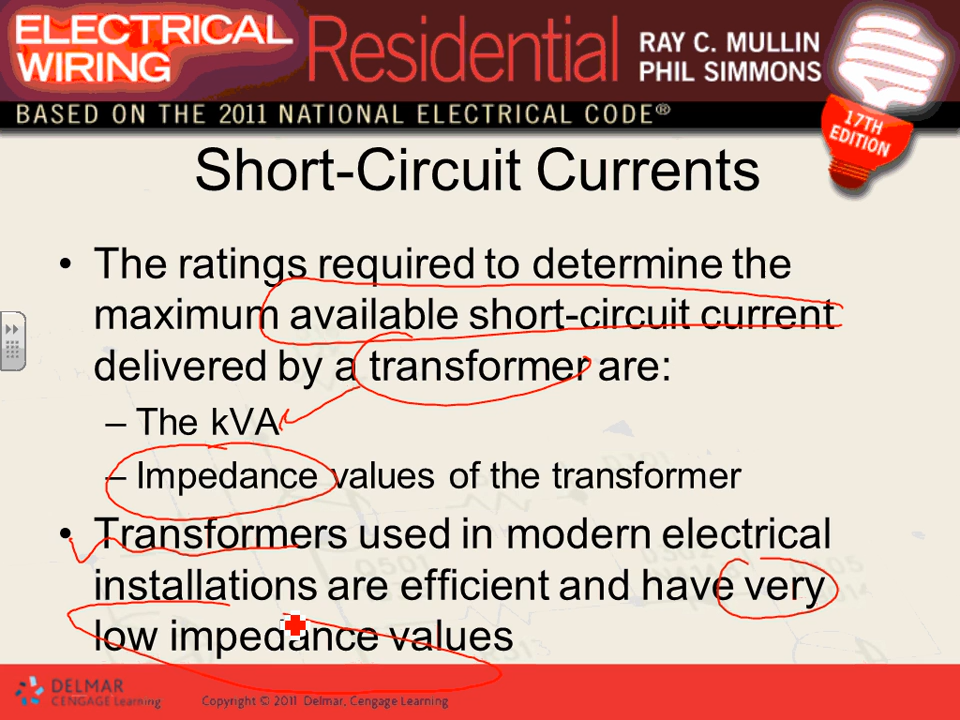 ELECTRICAL
WIRING
Residential
RAY C. MULLIN
PHIL SIMMONS
BASED ON THE 2011 NATIONAL ELECTRICAL CODE®
17TH
EDITION
Short-Circuit Currents
• The ratings required to determine the
maximum available short-circuit current
delivered by a transformer are:
– The kVA
– Impedance values of the transformer
• Transformers used in modern electrical
installations are efficient and have very
low impedance values
DELMAR
CENGAGE Learning
Copyright © 2011 Delmar, Cengage Learning